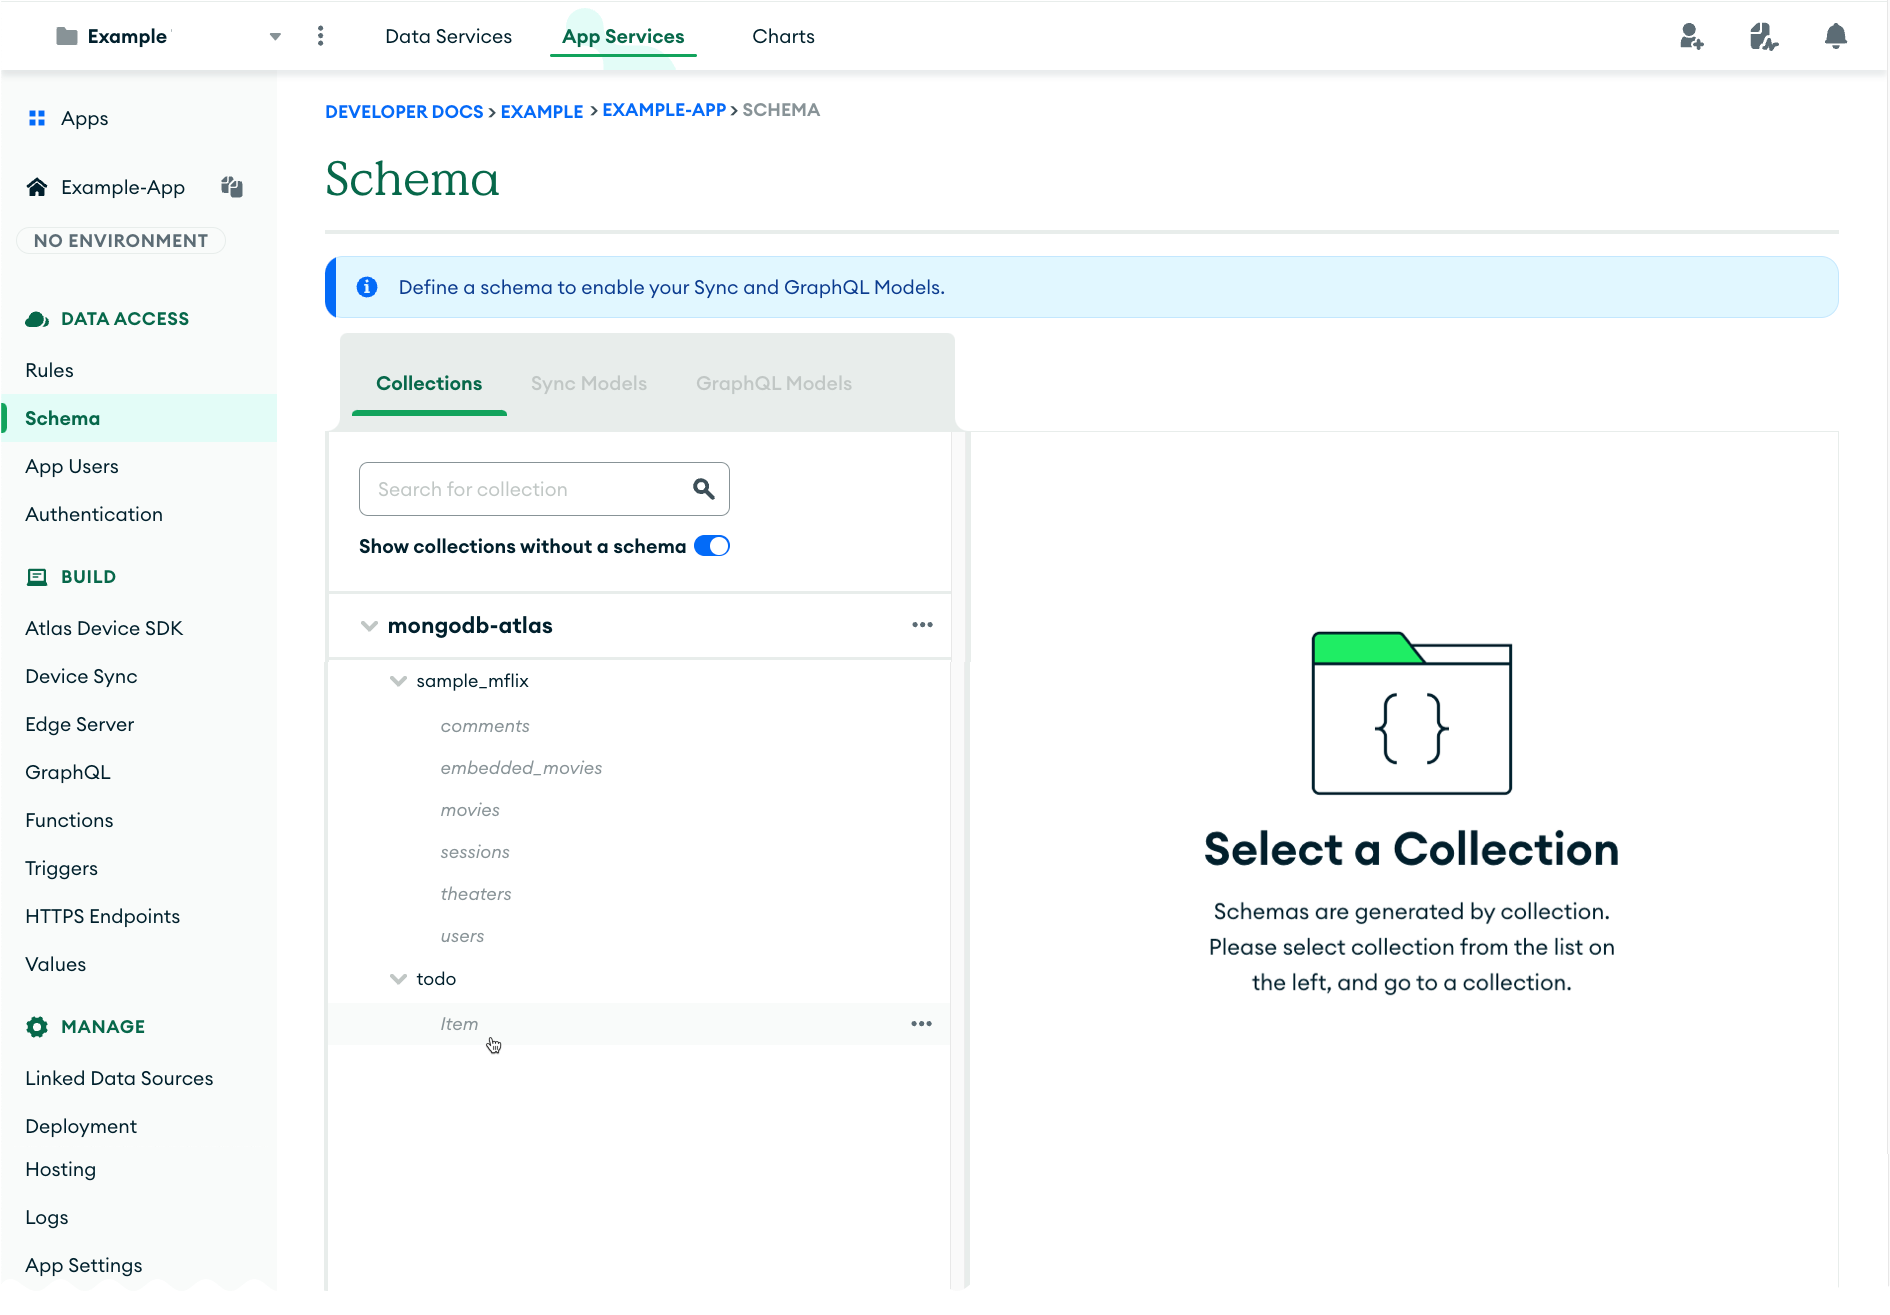 Example
Data Services
App Services
Charts
Apps
Example-App
NO ENVIRONMENT
DATA ACCESS
Rules
Schema
App Users
Authentication
BUILD
Atlas Device SDK
Device Sync
Edge Server
GraphQL
Functions
Triggers
HTTPS Endpoints
Values
MANAGE
Linked Data Sources
Deployment
Hosting
Logs
App Settings
DEVELOPER DOCS > EXAMPLE > EXAMPLE-APP > SCHEMA
Schema
Define a schema to enable your Sync and GraphQL Models.
Collections
Sync Models
GraphQL Models
Search for collection
Show collections without a schema
mongodb-atlas
sample_mflix
comments
embedded_movies
movies
sessions
theaters
users
todo
Item
{ }
Select a Collection
Schemas are generated by collection.
Please select collection from the list on
the left, and go to a collection.